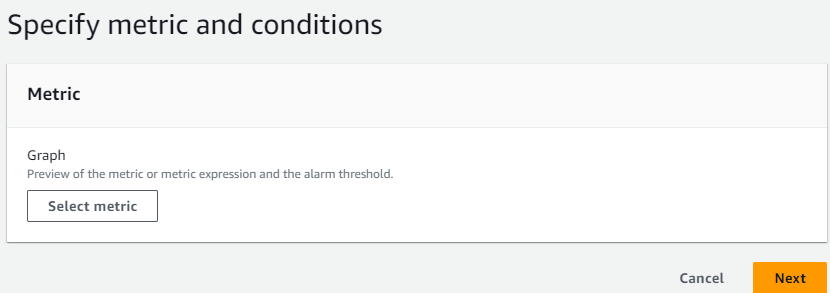 Specify metric and conditions
Metric
Graph
Preview of the metric or metric expression and the alarm threshold.
Select metric
Cancel Next